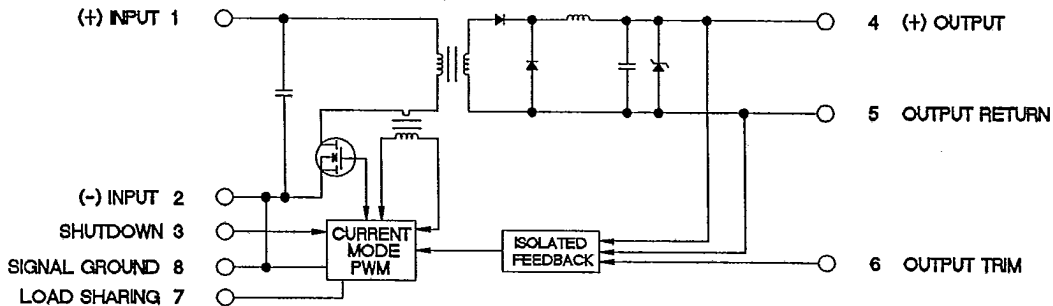 (+) INPUT 1
4 (+) OUTPUT
5 OUTPUT RETURN
(-) INPUT 2
SHUTDOWN 3
SIGNAL GROUND 8
LOAD SHARING 7
CURRENT
MODE
PWM
ISOLATED
FEEDBACK
6 OUTPUT TRIM